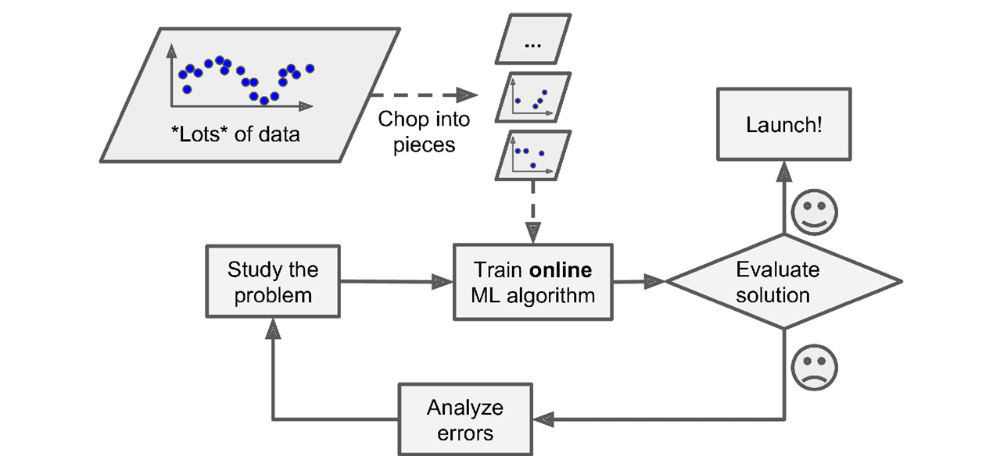 ...
*Lots* of data
Chop into
pieces
Launch!
Study the
problem
Train online
ML algorithm
Evaluate
solution
Analyze
errors